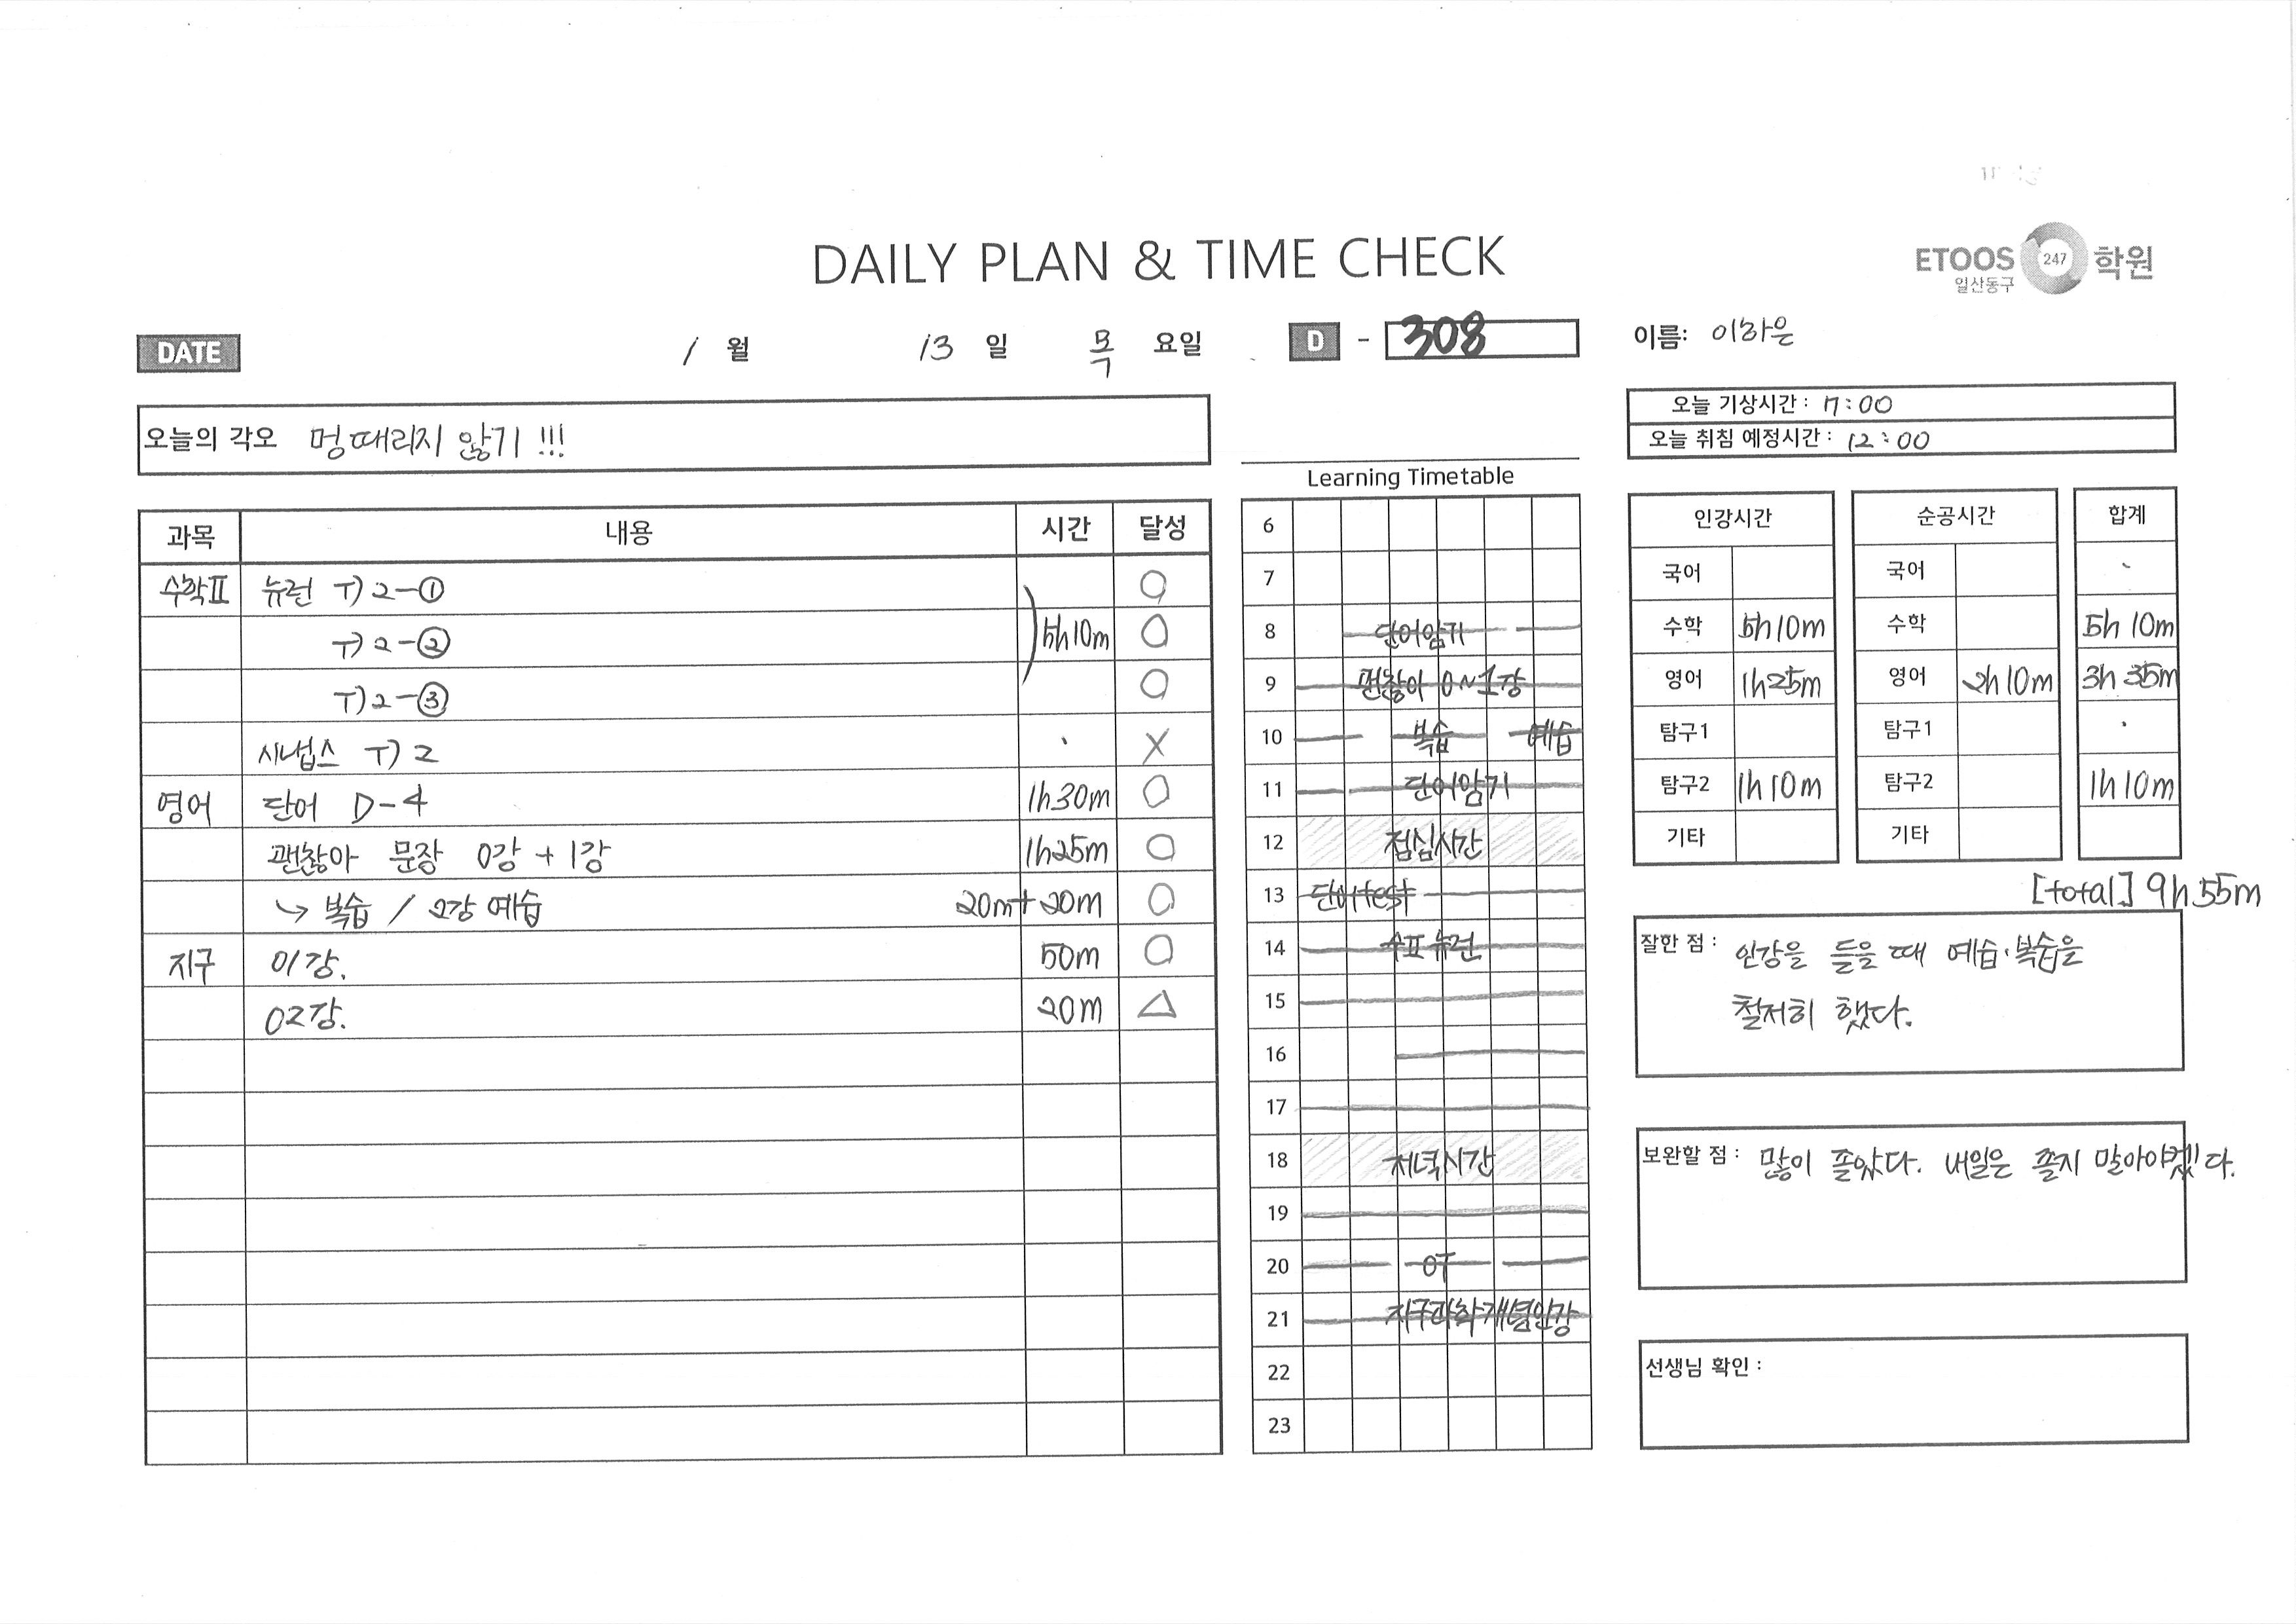 DAILY PLAN & TIME CHECK
ETOOS 247 학원
일산동구
DATE 1 월 13 일 목 요일 D - 308 이름: 이하은
오늘의 각오 멍때리지 않기 !!!
오늘 기상시간 : 7:00
오늘 취침 예정시간 : 12:00
과목 내용 시간 달성
수학Ⅱ 뉴런 T) 2-① ○
T) 2-② 5h10m ○
T) 2-③ ○
시냅스 T) 2 X
영어 단어 D-4 1h30m ○
괜찮아 문장 0강 + 1강 1h25m ○
↳ 복습 / 2강 예습 20m+20m ○
지구 01강. 50m ○
02강. 20m △
Learning Timetable
6
7
8 단어암기
9 괜찮아 0~1강
10 복습 예습
11 단어암기
12 점심시간
13 단어test
14 수Ⅱ 뉴런
15
16
17
18 저녁시간
19
20 OT
21 지구과학개념인강
22
23
인강시간 순공시간 합계
국어 국어
수학 5h10m 수학 5h 10m
영어 1h25m 영어 2h10m 3h 35m
탐구1 탐구1
탐구2 1h10m 탐구2 1h10m
기타 기타
[total] 9h55m
잘한 점 : 인강을 들을 때 예습·복습을
철저히 했다.
보완할 점 : 많이 졸았다. 내일은 졸지 말아야겠다.
선생님 확인 :